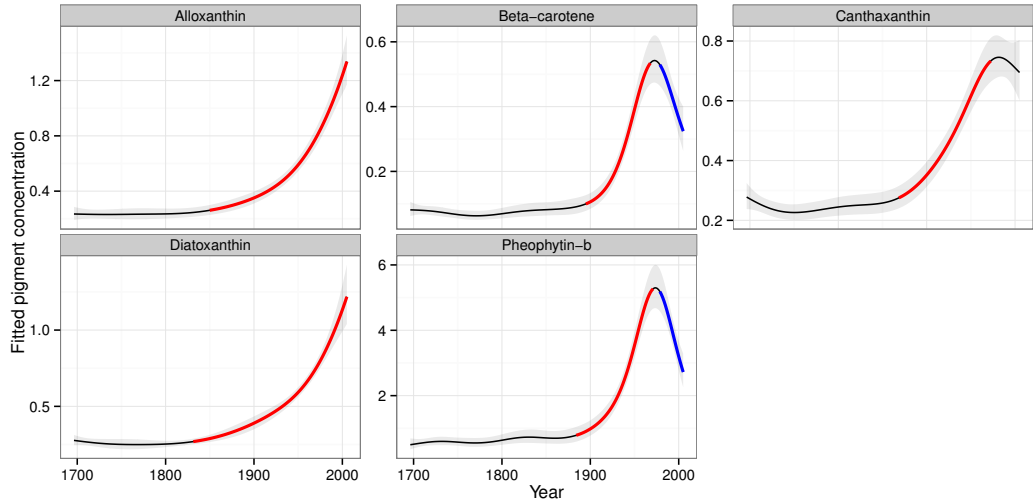 Alloxanthin
Beta−carotene
Canthaxanthin
1.2
0.8
0.4
0.6
0.4
0.2
0.8
0.6
0.4
0.2
Diatoxanthin
Pheophytin−b
1.0
0.5
6
4
2
1700 1800 1900 2000
1700 1800 1900 2000
Fitted pigment concentration
Year